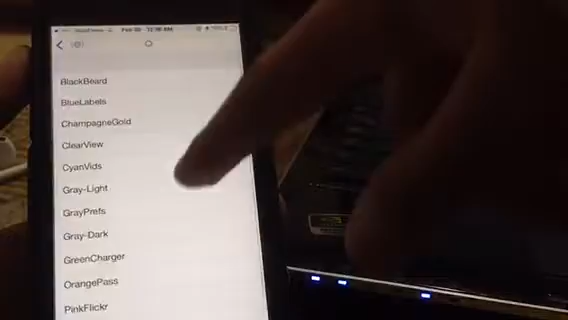 BlackBeard
BlueLabels
ChampagneGold
ClearView
CyanVids
Gray-Light
GrayPrefs
Gray-Dark
GreenCharger
OrangePass
PinkFlickr